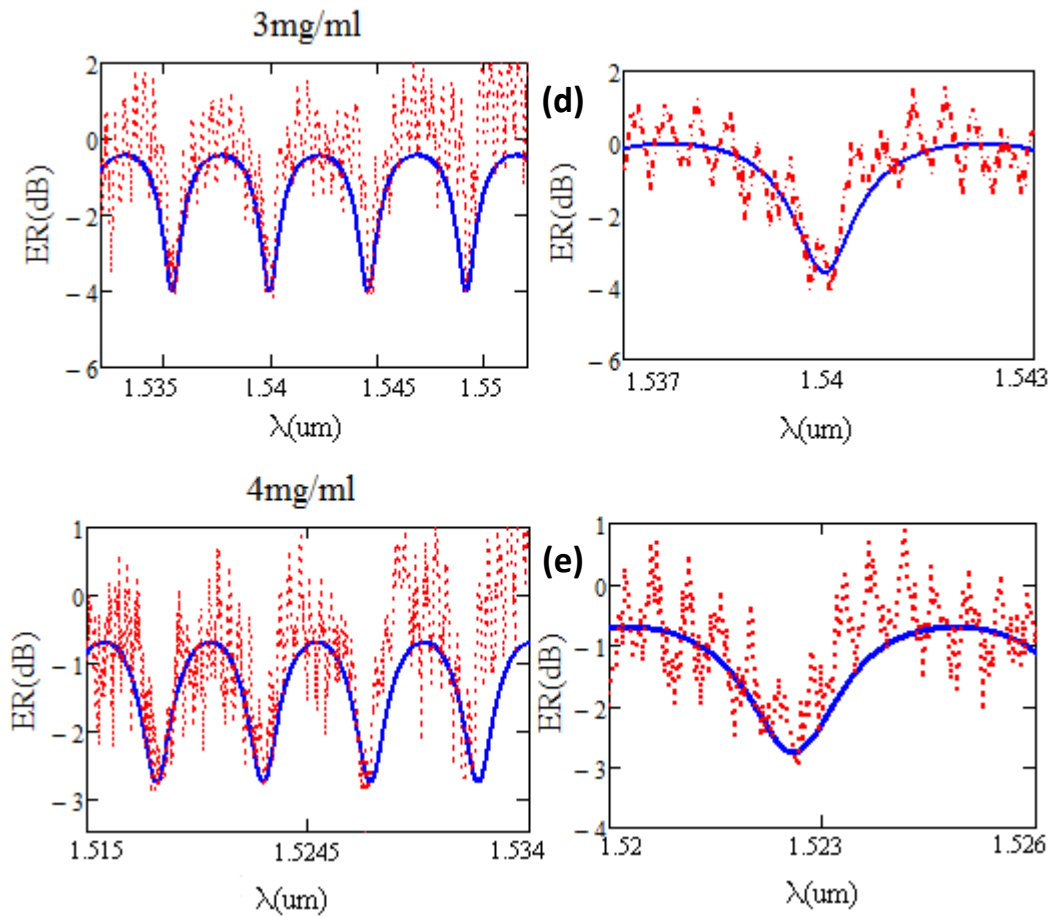 3mg/ml
2
0
− 2
− 4
− 6
ER(dB)
1.535 1.54 1.545 1.55
λ(um)
(d)
2
0
− 2
− 4
− 6
ER(dB)
1.537 1.54 1.543
λ(um)
4mg/ml
1
0
− 1
− 2
− 3
ER(dB)
1.515 1.5245 1.534
λ(um)
(e)
1
0
− 1
− 2
− 3
− 4
ER(dB)
1.52 1.523 1.526
λ(um)